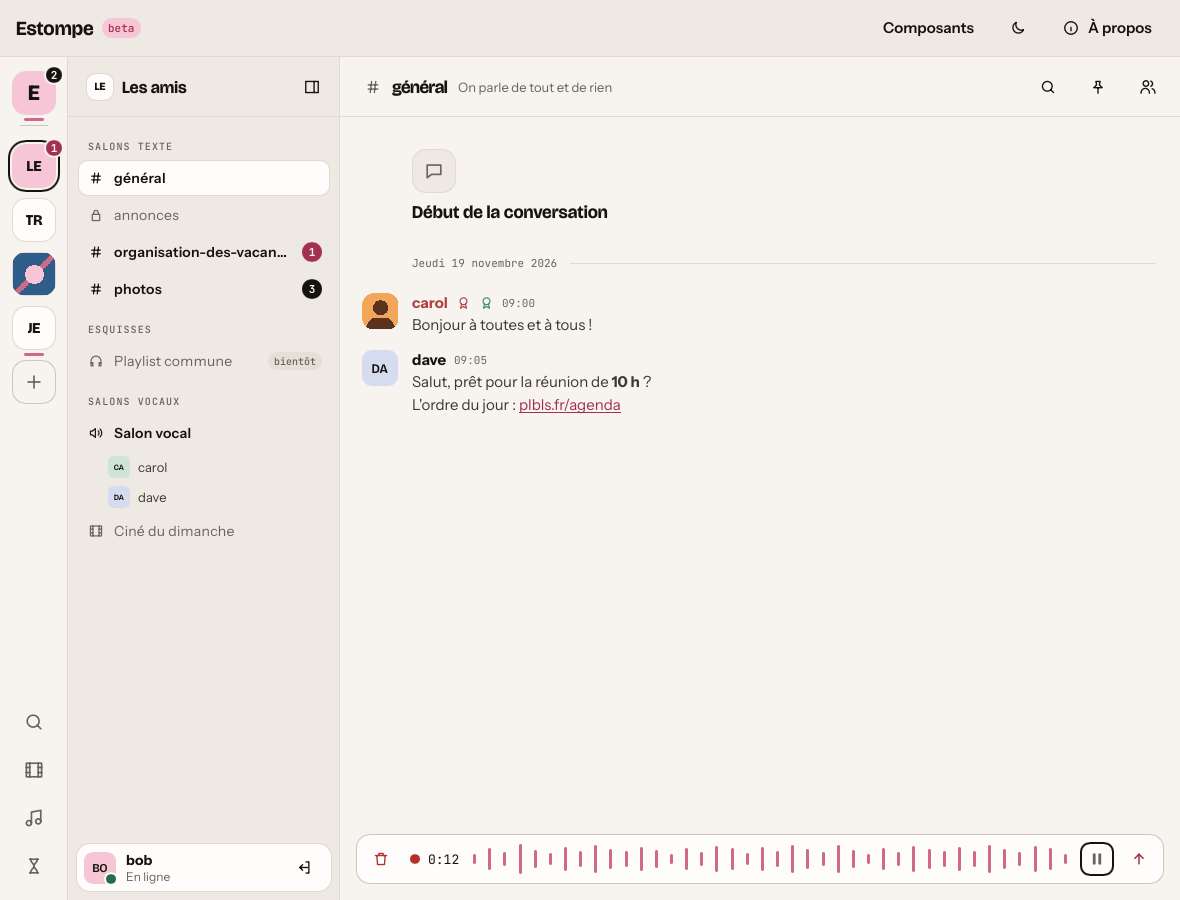 Estompe beta
Composants
À propos
E 2
LE 1
TR
JE
LE Les amis
SALONS TEXTE
# général
annonces
# organisation-des-vacan... 1
# photos 3
ESQUISSES
Playlist commune bientôt
SALONS VOCAUX
Salon vocal
CA carol
DA dave
Ciné du dimanche
BO bob
En ligne
# général On parle de tout et de rien
Début de la conversation
Jeudi 19 novembre 2026
carol 09:00
Bonjour à toutes et à tous !
DA dave 09:05
Salut, prêt pour la réunion de 10 h ?
L'ordre du jour : plbls.fr/agenda
0:12